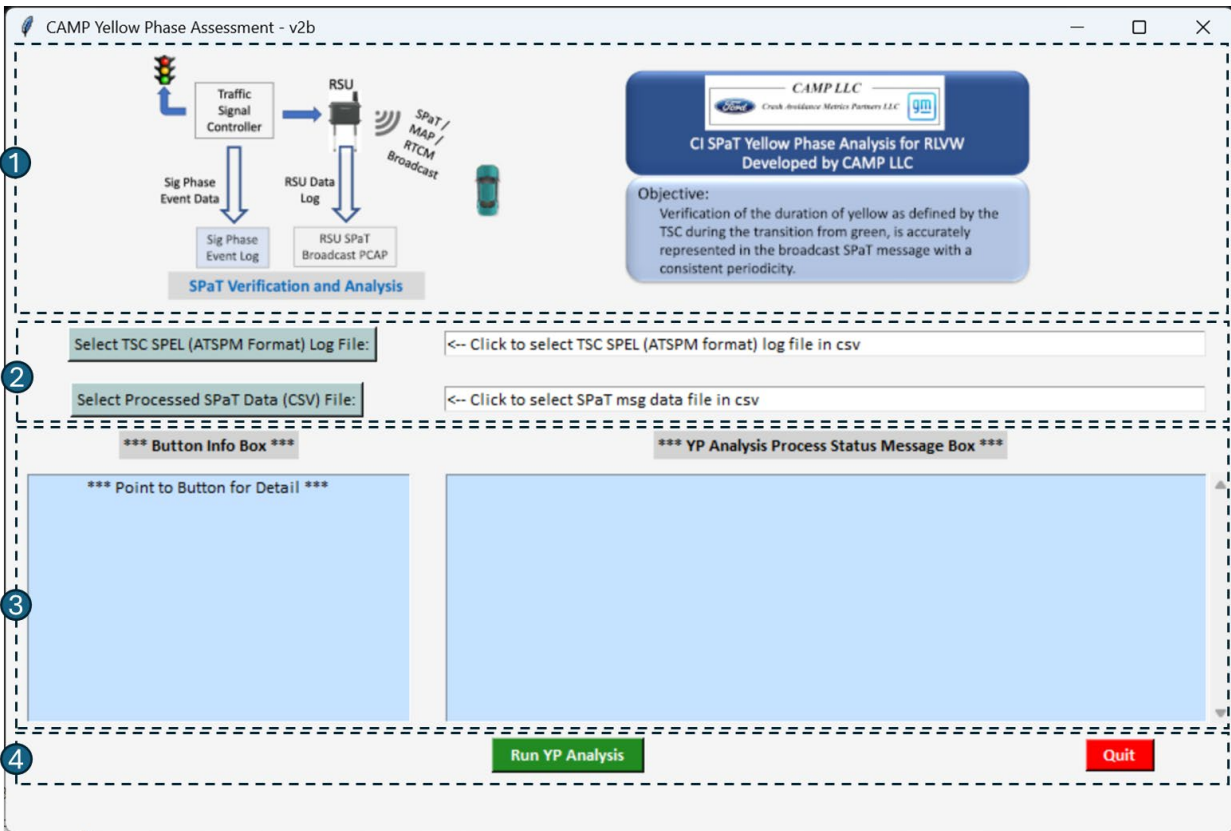 CAMP Yellow Phase Assessment - v2b
1
Traffic
Signal
Controller
RSU
SPaT /
MAP /
RTCM
Broadcast
Sig Phase
Event Data
RSU Data
Log
Sig Phase
Event Log
RSU SPaT
Broadcast PCAP
SPaT Verification and Analysis
CAMP LLC
Ford
Crash Avoidance Metrics Partners LLC
gm
CI SPaT Yellow Phase Analysis for RLVW
Developed by CAMP LLC
Objective:
Verification of the duration of yellow as defined by the
TSC during the transition from green, is accurately
represented in the broadcast SPaT message with a
consistent periodicity.
2
Select TSC SPEL (ATSPM Format) Log File:
<-- Click to select TSC SPEL (ATSPM format) log file in csv
Select Processed SPaT Data (CSV) File:
<-- Click to select SPaT msg data file in csv
3
*** Button Info Box ***
*** YP Analysis Process Status Message Box ***
*** Point to Button for Detail ***
4
Run YP Analysis
Quit